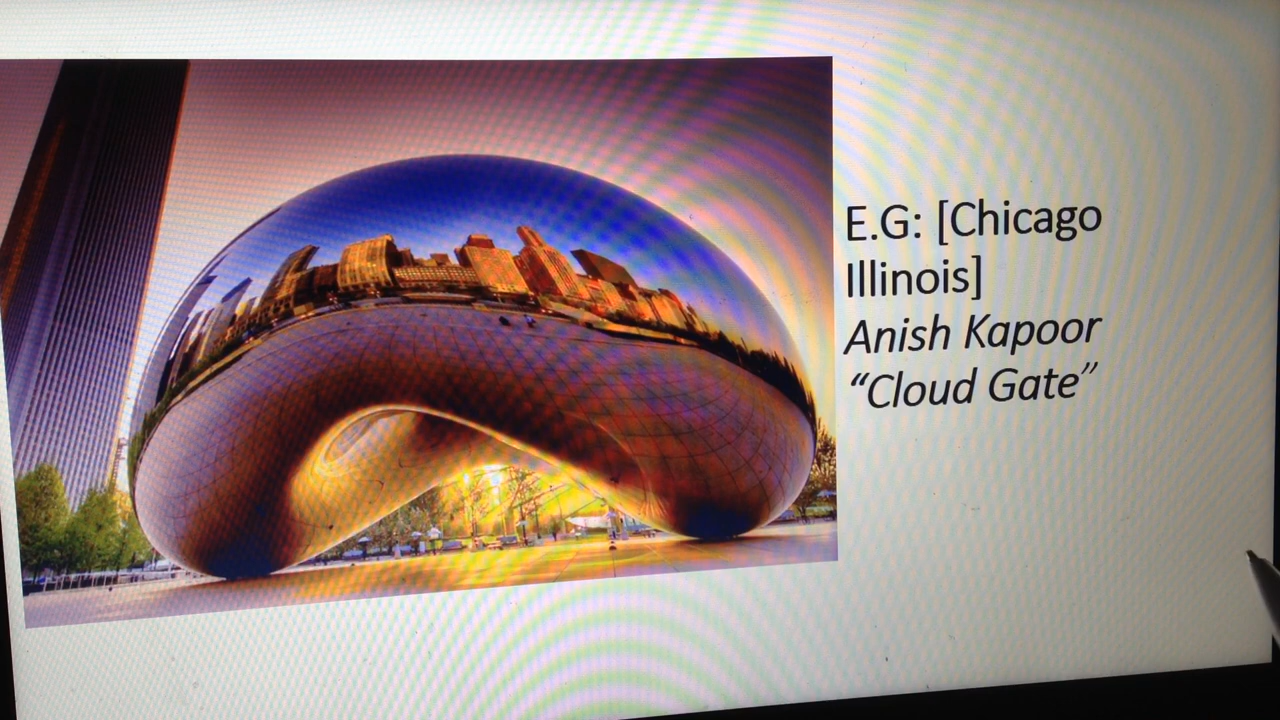 E.G: [Chicago
Illinois]
Anish Kapoor
“Cloud Gate”